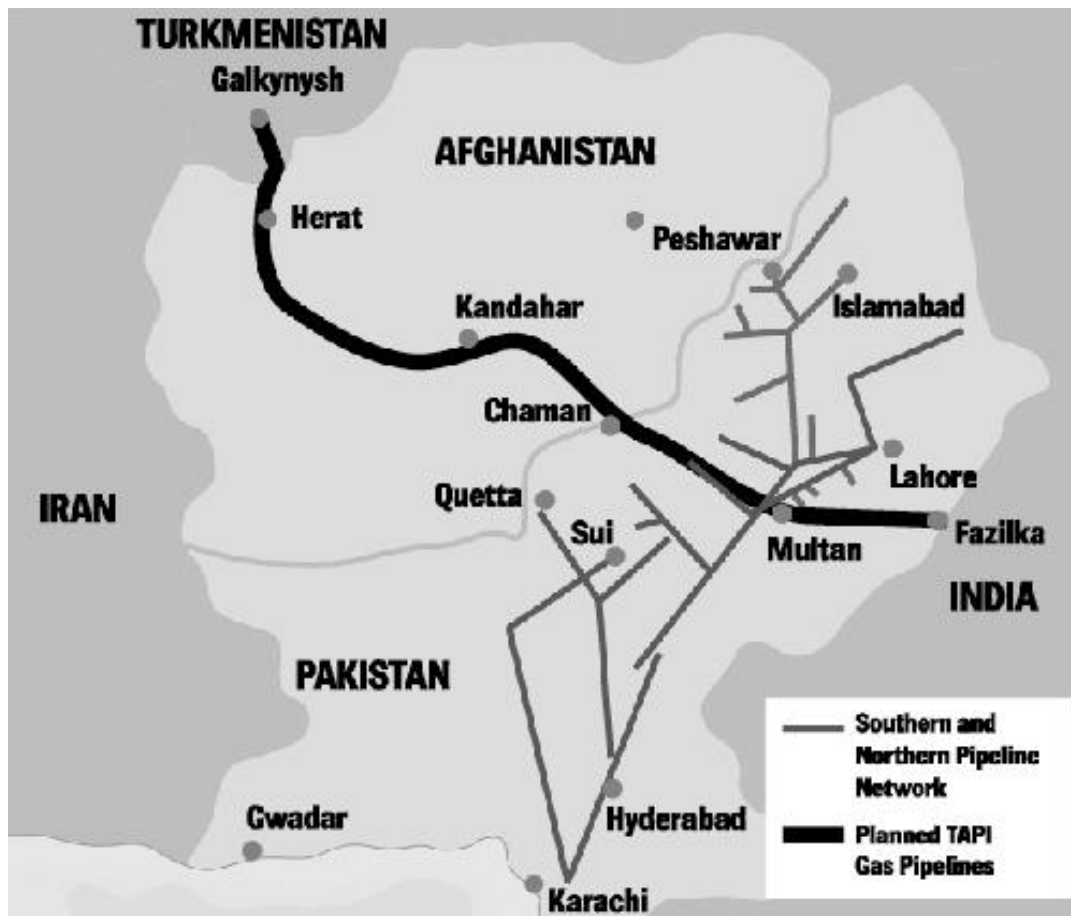 TURKMENISTAN
Galkynysh
AFGHANISTAN
Herat
Peshawar
Kandahar
Islamabad
Chaman
Lahore
Quetta
IRAN
Sui
Multan
Fazilka
INDIA
PAKISTAN
Southern and
Northern Pipeline
Network
Gwadar
Hyderabad
Planned TAPI
Gas Pipelines
Karachi